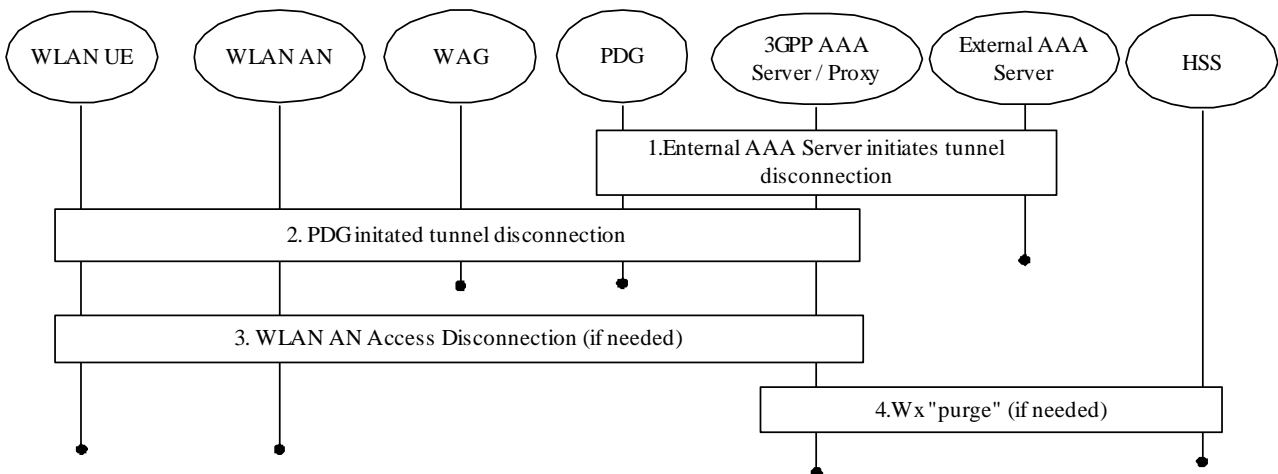 WLAN UE
WLAN AN
WAG
PDG
3GPP AAA
Server / Proxy
External AAA
Server
HSS
1.External AAA Server initiates tunnel
disconnection
2. PDG initated tunnel disconnection
3. WLAN AN Access Disconnection (if needed)
4.Wx "purge" (if needed)